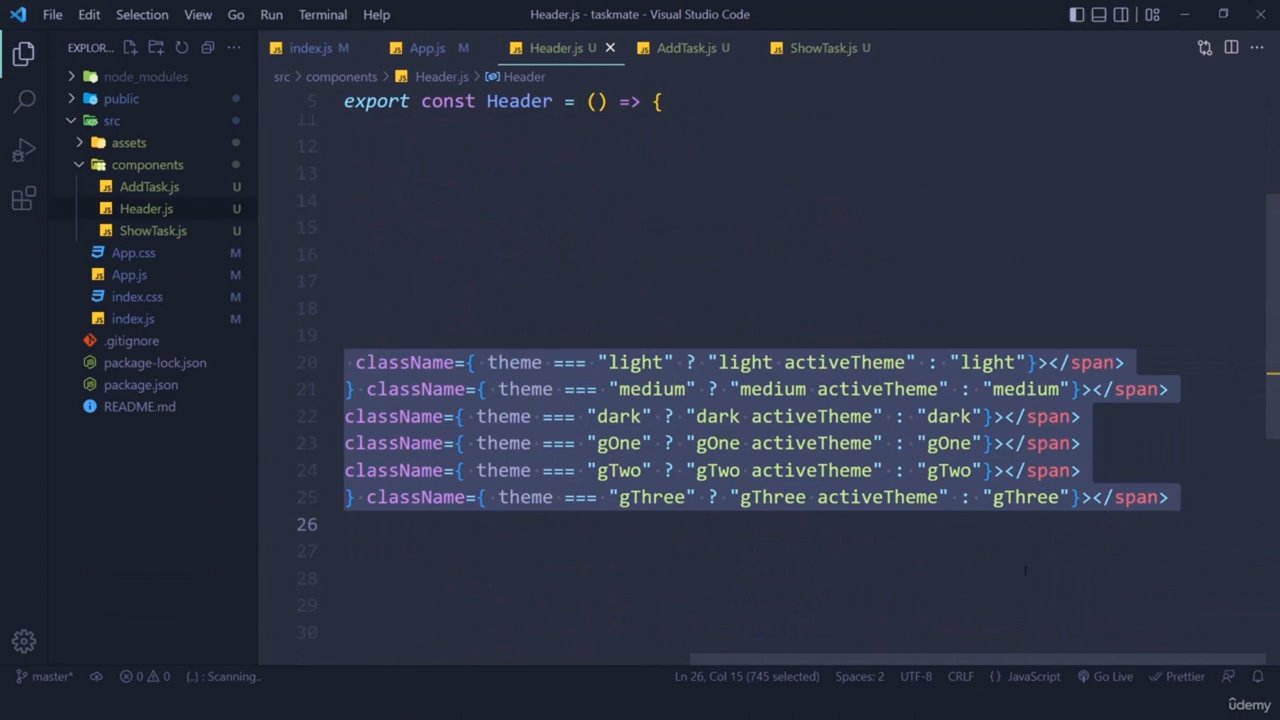 File Edit Selection View Go Run Terminal Help Header.js - taskmate - Visual Studio Code
EXPLOR... index.js M App.js M Header.js U AddTask.js U ShowTask.js U
node_modules
public
src
assets
components
AddTask.js U
Header.js U
ShowTask.js U
App.css M
App.js M
index.css M
index.js M
.gitignore
package-lock.json
package.json
README.md
src > components > Header.js > Header
5 export const Header = () => {
11
12
13
14
15
16
17
18
19
20 className={ theme === "light" ? "light activeTheme" : "light"}></span>
21 } className={ theme === "medium" ? "medium activeTheme" : "medium"}></span>
22 className={ theme === "dark" ? "dark activeTheme" : "dark"}></span>
23 className={ theme === "gOne" ? "gOne activeTheme" : "gOne"}></span>
24 className={ theme === "gTwo" ? "gTwo activeTheme" : "gTwo"}></span>
25 } className={ theme === "gThree" ? "gThree activeTheme" : "gThree"}></span>
26
27
28
29
30
master* 0 0 {..} : Scanning.. Ln 26, Col 15 (745 selected) Spaces: 2 UTF-8 CRLF {} JavaScript Go Live Prettier
ûdemy